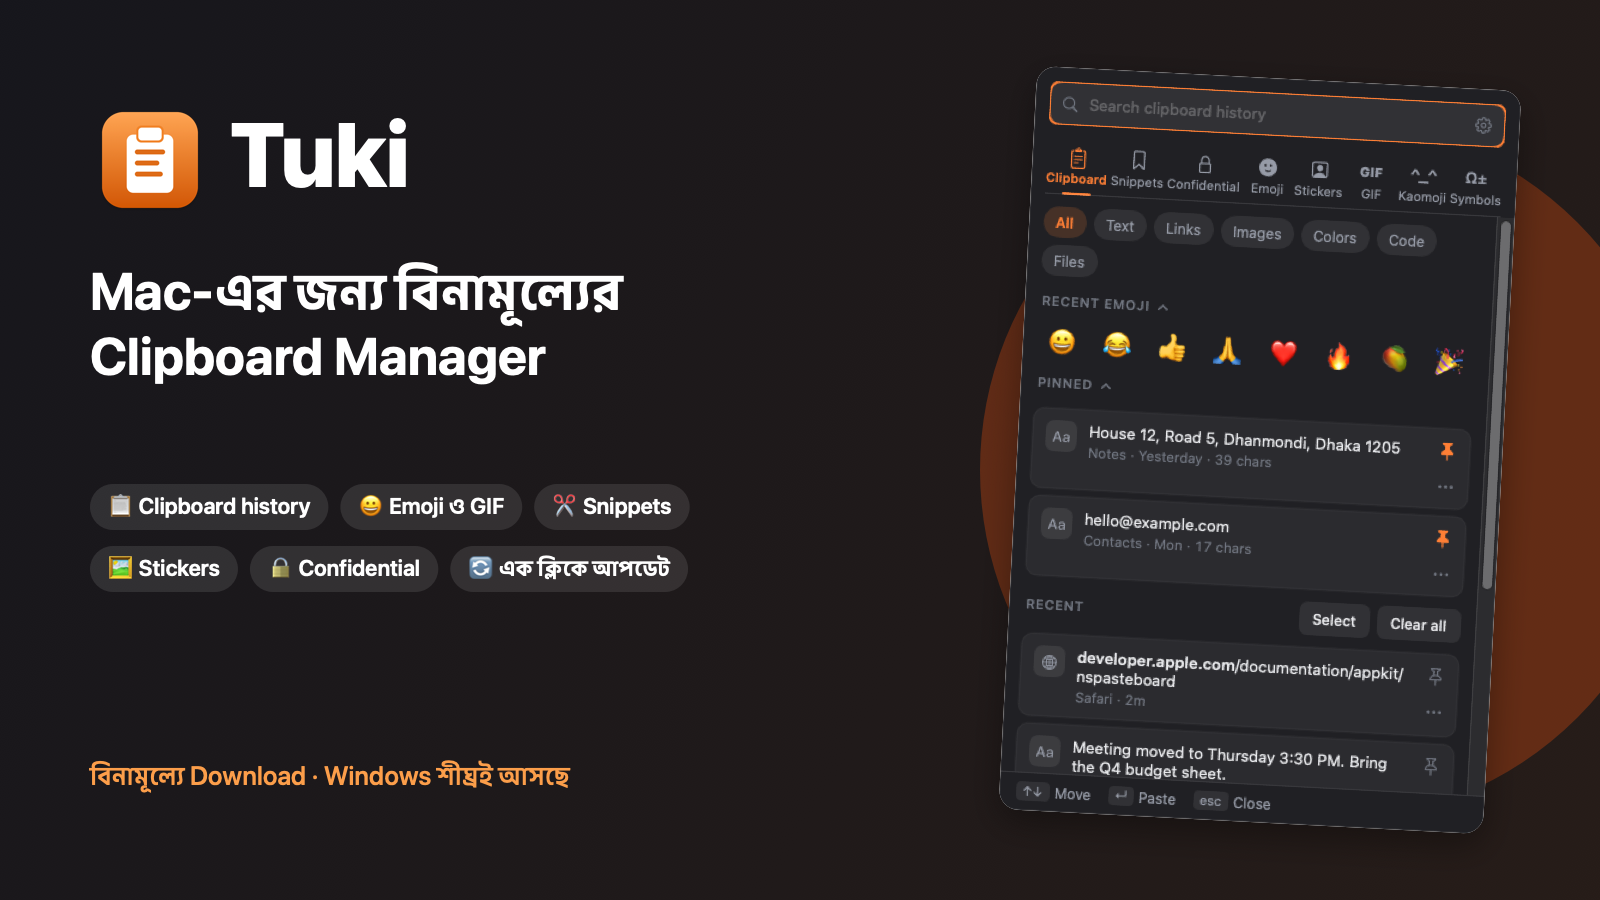 Tuki
Mac-এর জন্য বিনামূল্যের
Clipboard Manager
Clipboard history
Emoji ও GIF
Snippets
Stickers
Confidential
এক ক্লিকে আপডেট
বিনামূল্যে Download · Windows শীঘ্রই আসছে
Search clipboard history
GIF
^_^
Ω±
Clipboard
Snippets
Confidential
Emoji
Stickers
GIF
Kaomoji
Symbols
All
Text
Links
Images
Colors
Code
Files
RECENT EMOJI
PINNED
Aa
House 12, Road 5, Dhanmondi, Dhaka 1205
Notes · Yesterday · 39 chars
Aa
hello@example.com
Contacts · Mon · 17 chars
RECENT
Select
Clear all
developer.apple.com/documentation/appkit/
nspasteboard
Safari · 2m
Aa
Meeting moved to Thursday 3:30 PM. Bring
the Q4 budget sheet.
↑↓ Move
↵ Paste
esc Close